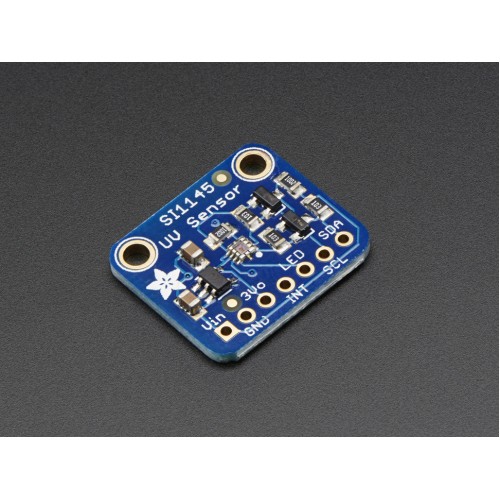 SI1145
UV Sensor
Vin
3Vo
LED
SDA
GND
INT
SCL